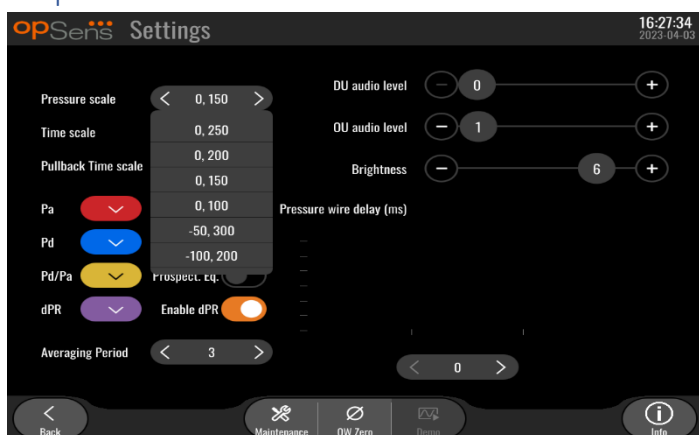 opSens Settings
16:27:34
2023-04-03
Pressure scale
0, 150
0, 250
0, 200
0, 150
0, 100
-50, 300
-100, 200
Time scale
Pullback Time scale
Pa
Pd
Pd/Pa
Prospect. Eq.
dPR
Enable dPR
Averaging Period
3
DU audio level
0
OU audio level
1
Brightness
6
Pressure wire delay (ms)
0
Back
Maintenance
OW Zero
Demo
Info